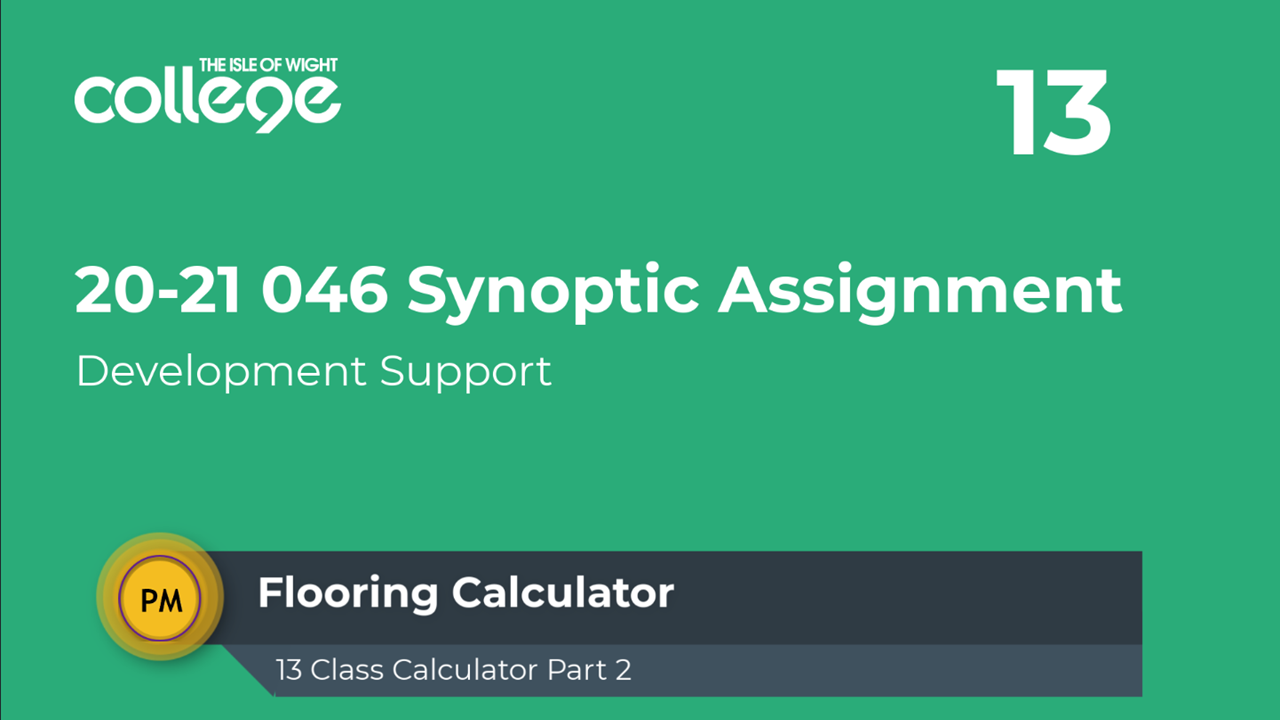 THE ISLE OF WIGHT
college
13
20-21 046 Synoptic Assignment
Development Support
PM
Flooring Calculator
13 Class Calculator Part 2